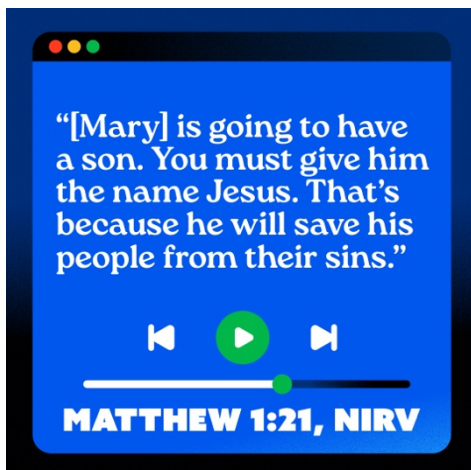 “[Mary] is going to have
a son. You must give him
the name Jesus. That’s
because he will save his
people from their sins.”
MATTHEW 1:21, NIRV